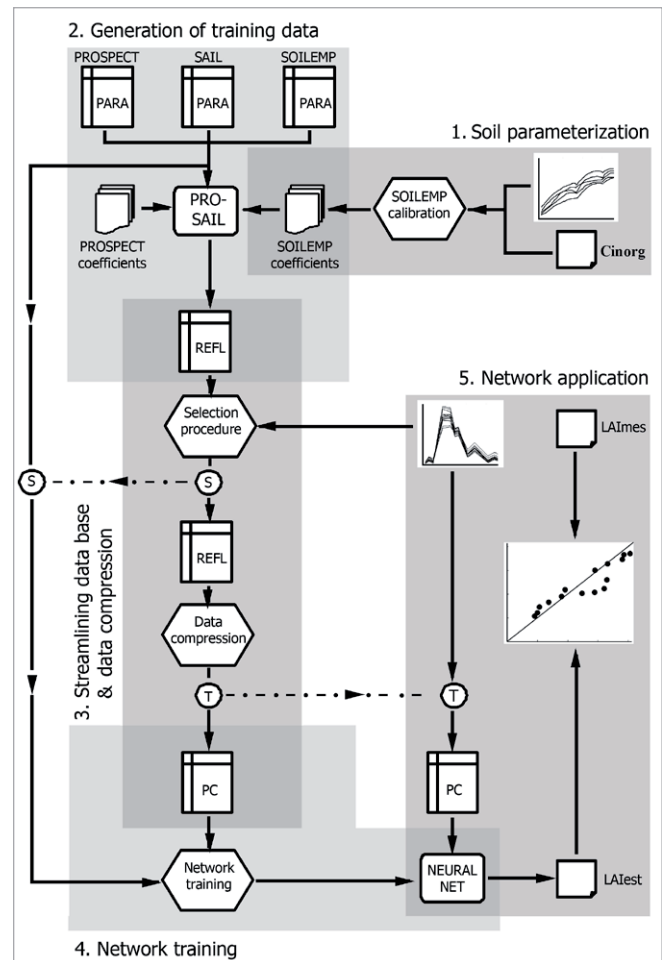 2. Generation of training data
PROSPECT
SAIL
SOILEMP
PARA
PARA
PARA
1. Soil parameterization
PRO-
SAIL
SOILEMP
calibration
PROSPECT
coefficients
SOILEMP
coefficients
Cinorg
REFL
5. Network application
Selection
procedure
LAImes
S
S
3. Streamlining data base
& data compression
REFL
Data
compression
T
T
PC
PC
Network
training
NEURAL
NET
LAIest
4. Network training